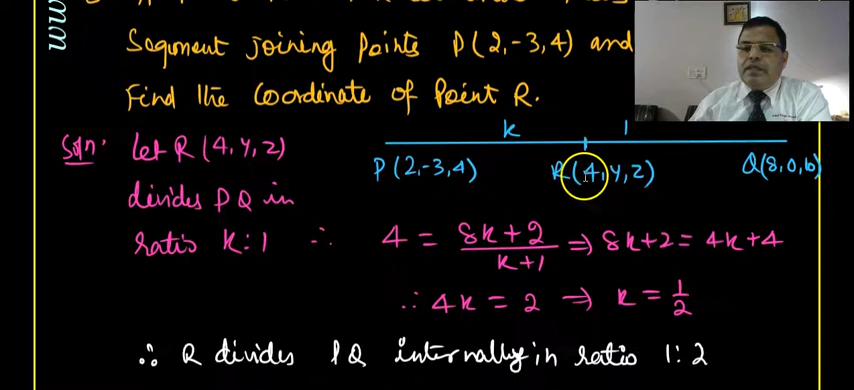 www
Segment joining Points P(2,-3,4) and
Find the Coordinate of Point R.
Soln. let R (4, y, z)
divides PQ in
ratio k:1
k 1
P(2,-3,4) R(4, y, z) Q(8,0,10)
∴ 4 = 8k+2 / k+1 ⇒ 8k+2 = 4k+4
∴ 4k = 2 ⇒ k = 1/2
∴ R divides PQ internally in ratio 1:2